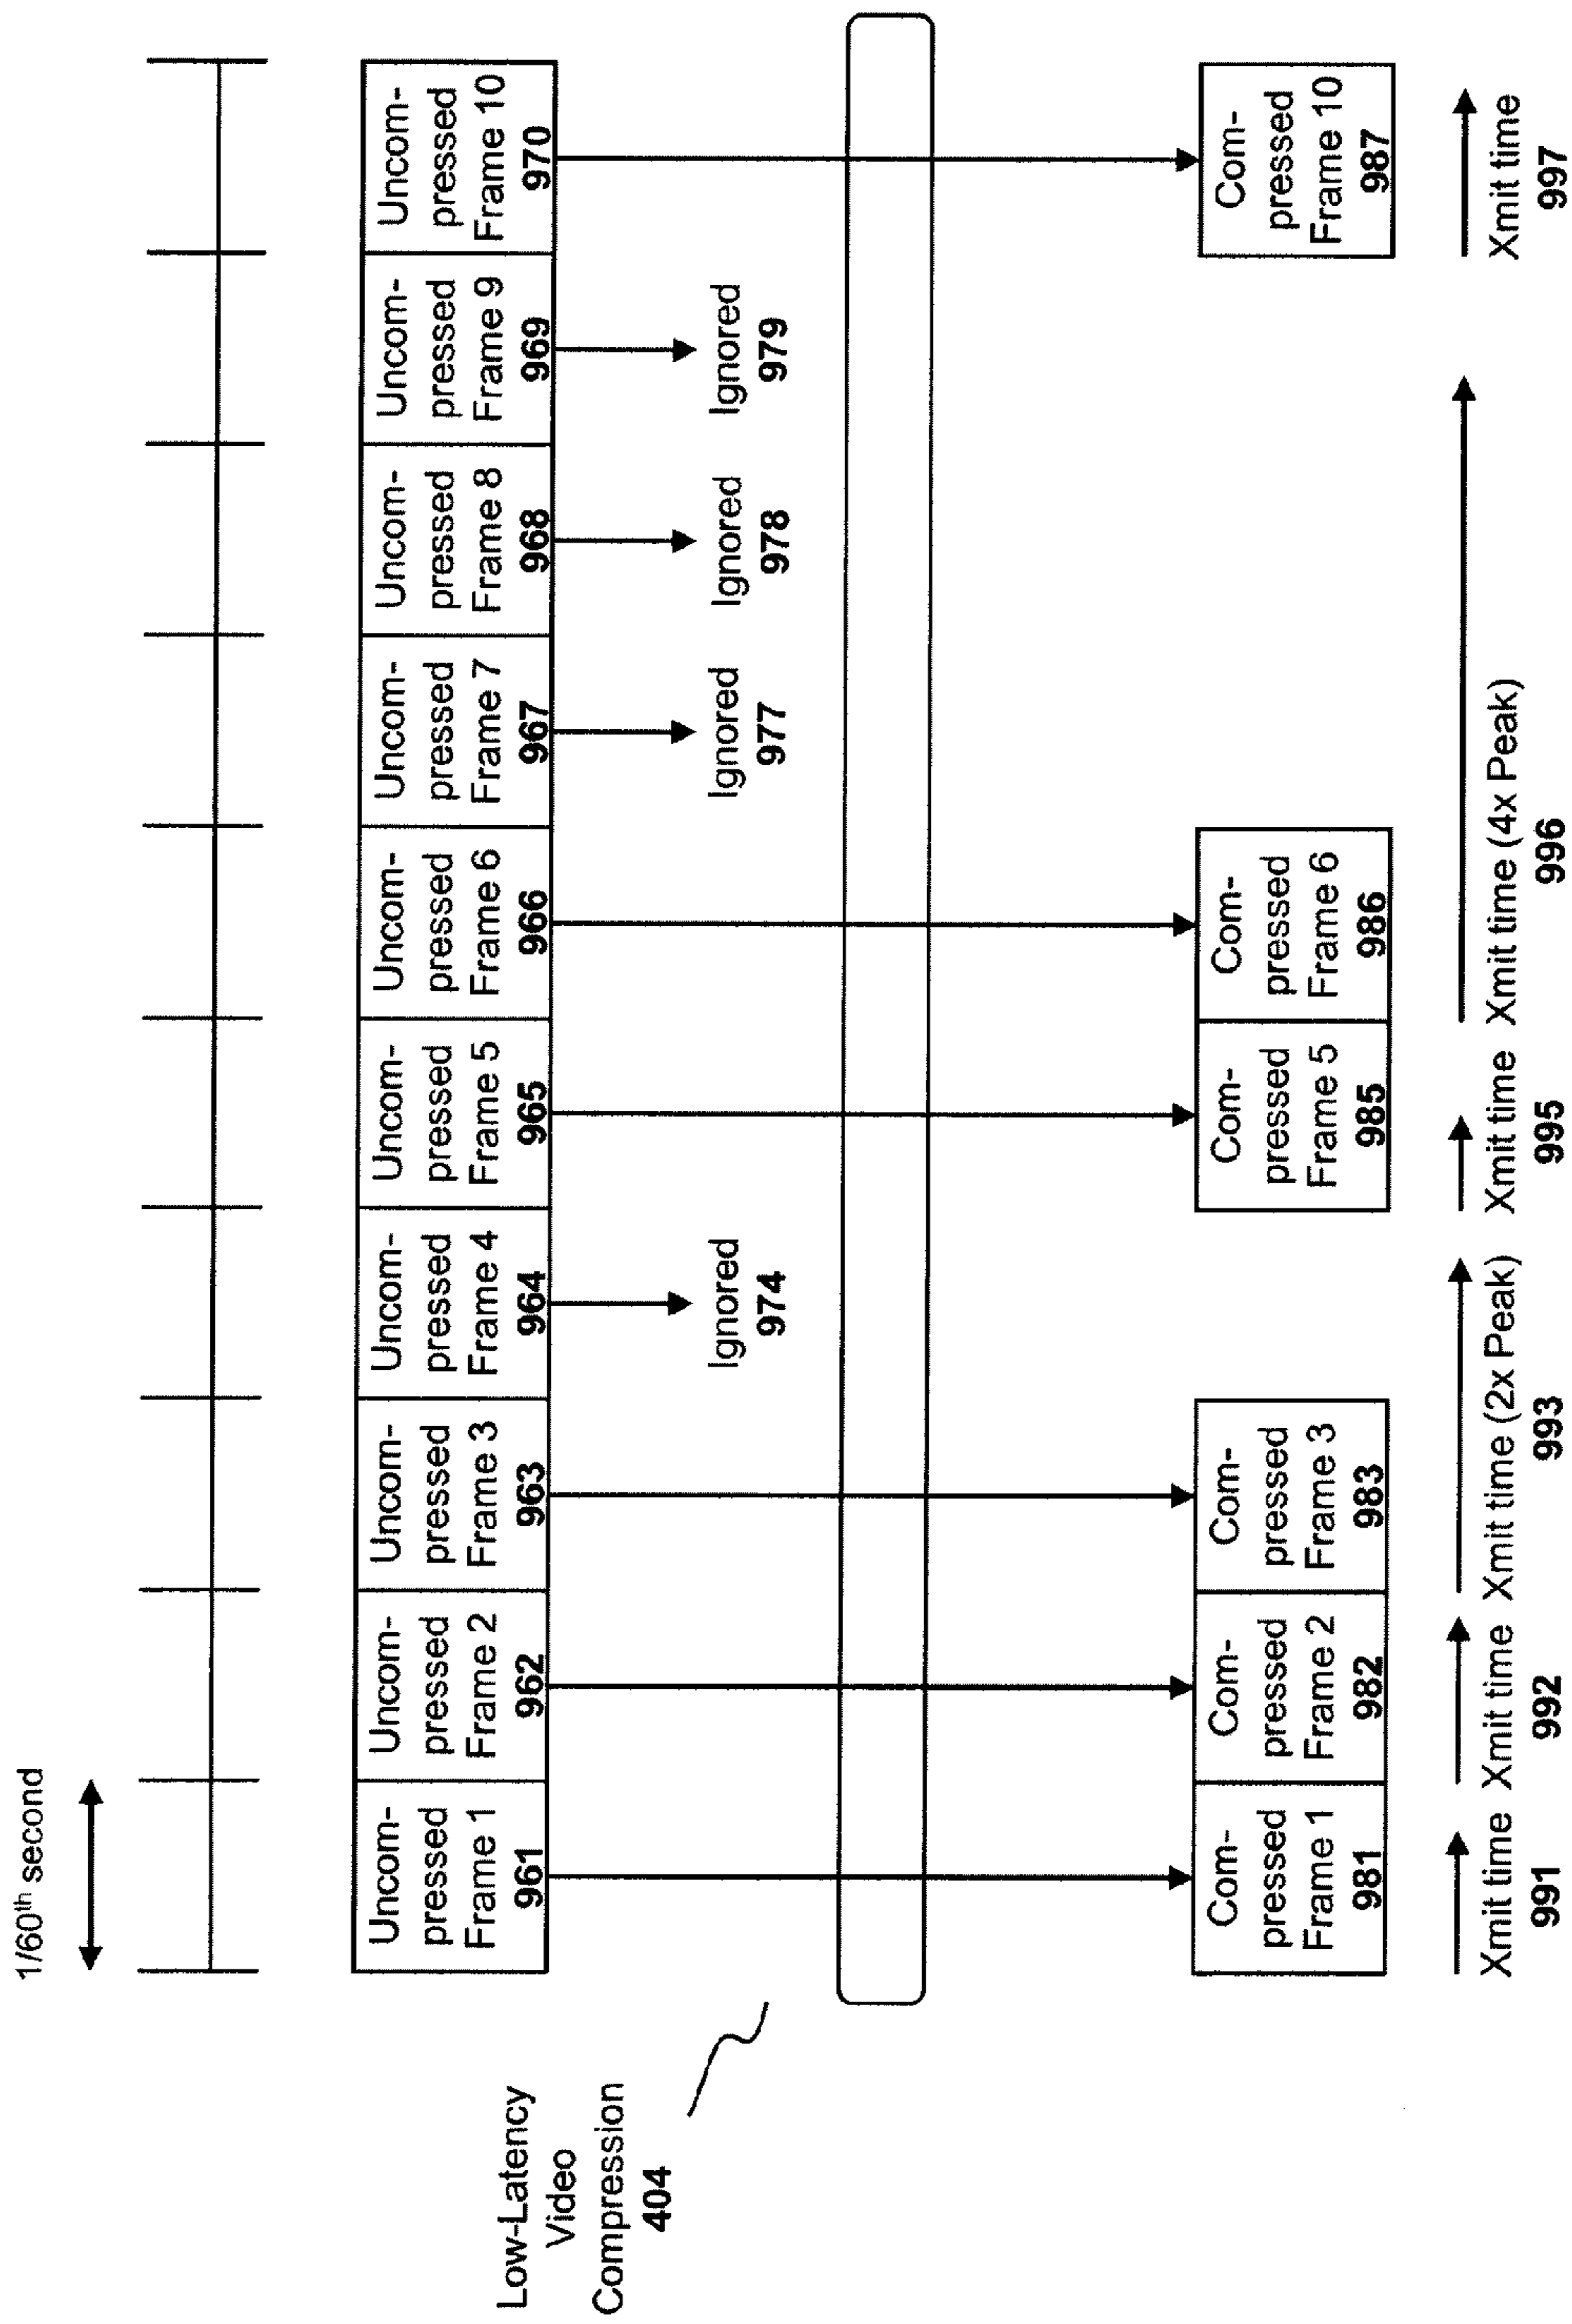 1/60th second
Uncom-
pressed
Frame 1
961
Uncom-
pressed
Frame 2
962
Uncom-
pressed
Frame 3
963
Uncom-
pressed
Frame 4
964
Uncom-
pressed
Frame 5
965
Uncom-
pressed
Frame 6
966
Uncom-
pressed
Frame 7
967
Uncom-
pressed
Frame 8
968
Uncom-
pressed
Frame 9
969
Uncom-
pressed
Frame 10
970
Ignored
974
Ignored
977
Ignored
978
Ignored
979
Low-Latency
Video
Compression
404
Com-
pressed
Frame 1
981
Com-
pressed
Frame 2
982
Com-
pressed
Frame 3
983
Com-
pressed
Frame 5
985
Com-
pressed
Frame 6
986
Com-
pressed
Frame 10
987
Xmit time
991
Xmit time
992
Xmit time (2x Peak)
993
Xmit time
995
Xmit time (4x Peak)
996
Xmit time
997